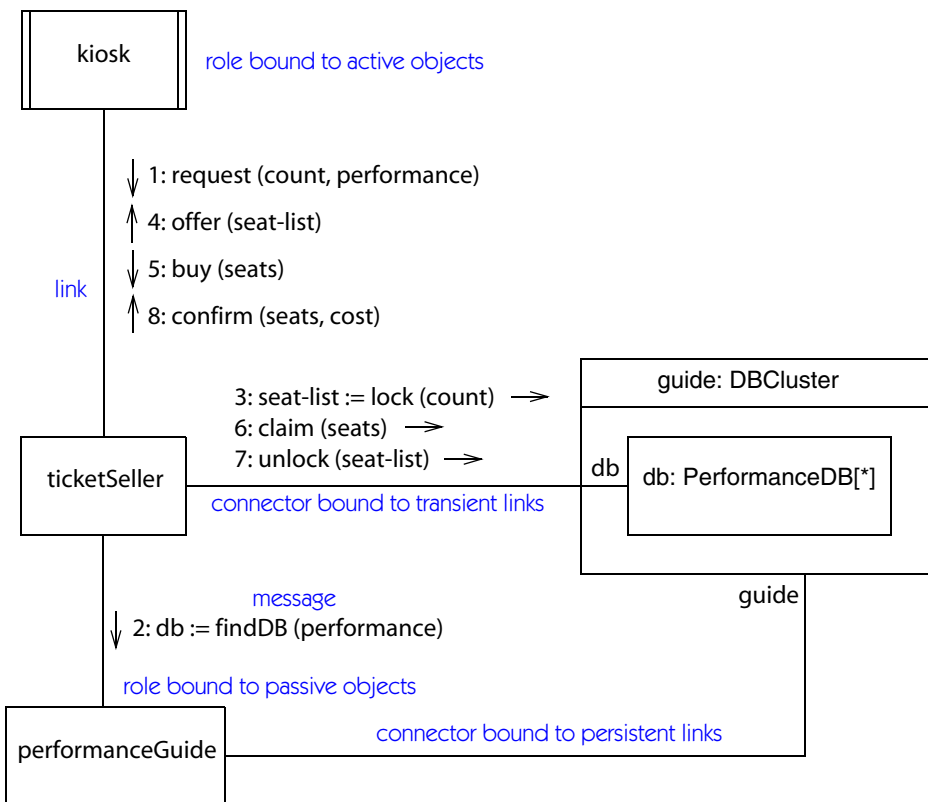 kiosk
role bound to active objects
1: request (count, performance)
4: offer (seat-list)
5: buy (seats)
link
8: confirm (seats, cost)
guide: DBCluster
3: seat-list := lock (count)
6: claim (seats)
7: unlock (seat-list)
ticketSeller
db
db: PerformanceDB[*]
connector bound to transient links
message
guide
2: db := findDB (performance)
role bound to passive objects
performanceGuide
connector bound to persistent links